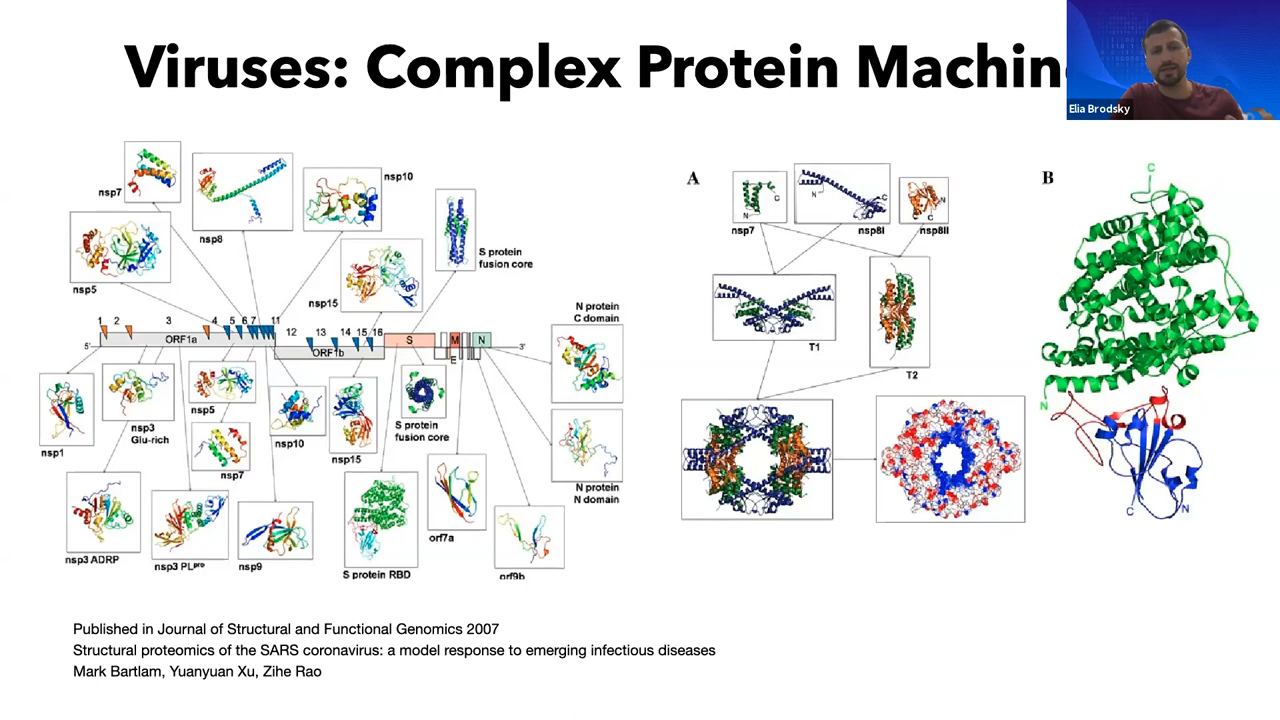 Viruses: Complex Protein Machin
Elia Brodsky
nsp7
nsp8
nsp10
nsp5
nsp15
S protein
fusion core
N protein
C domain
1 2 3 4 5 6 7 11 12 13 14 15 16
5' ORF1a ORF1b S M N 3'
E
nsp1
nsp3
Glu-rich
nsp5
nsp7
nsp10
nsp15
S protein
fusion core
N protein
N domain
nsp3 ADRP
nsp3 PLpro
nsp9
S protein RBD
orf7a
orf9b
A
N C
N C
N C
nsp7
nsp8I
nsp8II
T1
T2
B
C
N
C N
Published in Journal of Structural and Functional Genomics 2007
Structural proteomics of the SARS coronavirus: a model response to emerging infectious diseases
Mark Bartlam, Yuanyuan Xu, Zihe Rao